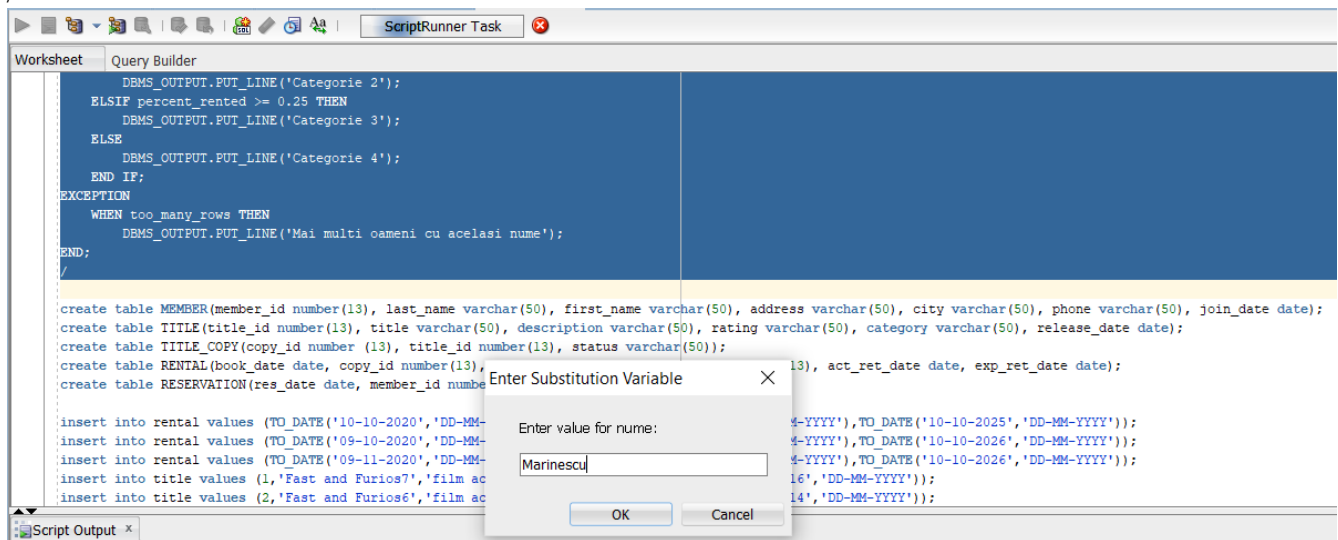 ScriptRunner Task
Worksheet Query Builder
DBMS_OUTPUT.PUT_LINE('Categorie 2');
ELSIF percent_rented >= 0.25 THEN
DBMS_OUTPUT.PUT_LINE('Categorie 3');
ELSE
DBMS_OUTPUT.PUT_LINE('Categorie 4');
END IF;
EXCEPTION
WHEN too_many_rows THEN
DBMS_OUTPUT.PUT_LINE('Mai multi oameni cu acelasi nume');
END;
/
create table MEMBER(member_id number(13), last_name varchar(50), first_name varchar(50), address varchar(50), city varchar(50), phone varchar(50), join_date date);
create table TITLE(title_id number(13), title varchar(50), description varchar(50), rating varchar(50), category varchar(50), release_date date);
create table TITLE_COPY(copy_id number (13), title_id number(13), status varchar(50));
create table RENTAL(book_date date, copy_id number(13), 13), act_ret_date date, exp_ret_date date);
create table RESERVATION(res_date date, member_id numbe
insert into rental values (TO_DATE('10-10-2020','DD-MM- M-YYYY'),TO_DATE('10-10-2025','DD-MM-YYYY'));
insert into rental values (TO_DATE('09-10-2020','DD-MM- M-YYYY'),TO_DATE('10-10-2026','DD-MM-YYYY'));
insert into rental values (TO_DATE('09-11-2020','DD-MM- M-YYYY'),TO_DATE('10-10-2026','DD-MM-YYYY'));
insert into title values (1,'Fast and Furios7','film ac 16','DD-MM-YYYY'));
insert into title values (2,'Fast and Furios6','film ac 14','DD-MM-YYYY'));
Enter Substitution Variable
Enter value for nume:
Marinescu
OK Cancel
Script Output